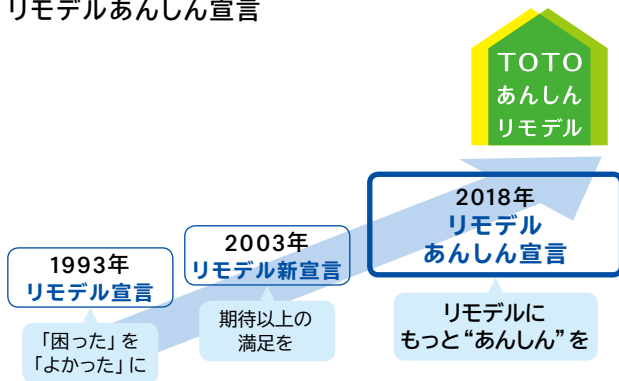 リモデルあんしん宣言
TOTO
あんしん
リモデル
1993年
リモデル宣言
「困った」を
「よかった」に
2003年
リモデル新宣言
期待以上の
満足を
2018年
リモデル
あんしん宣言
リモデルに
もっと“あんしん”を